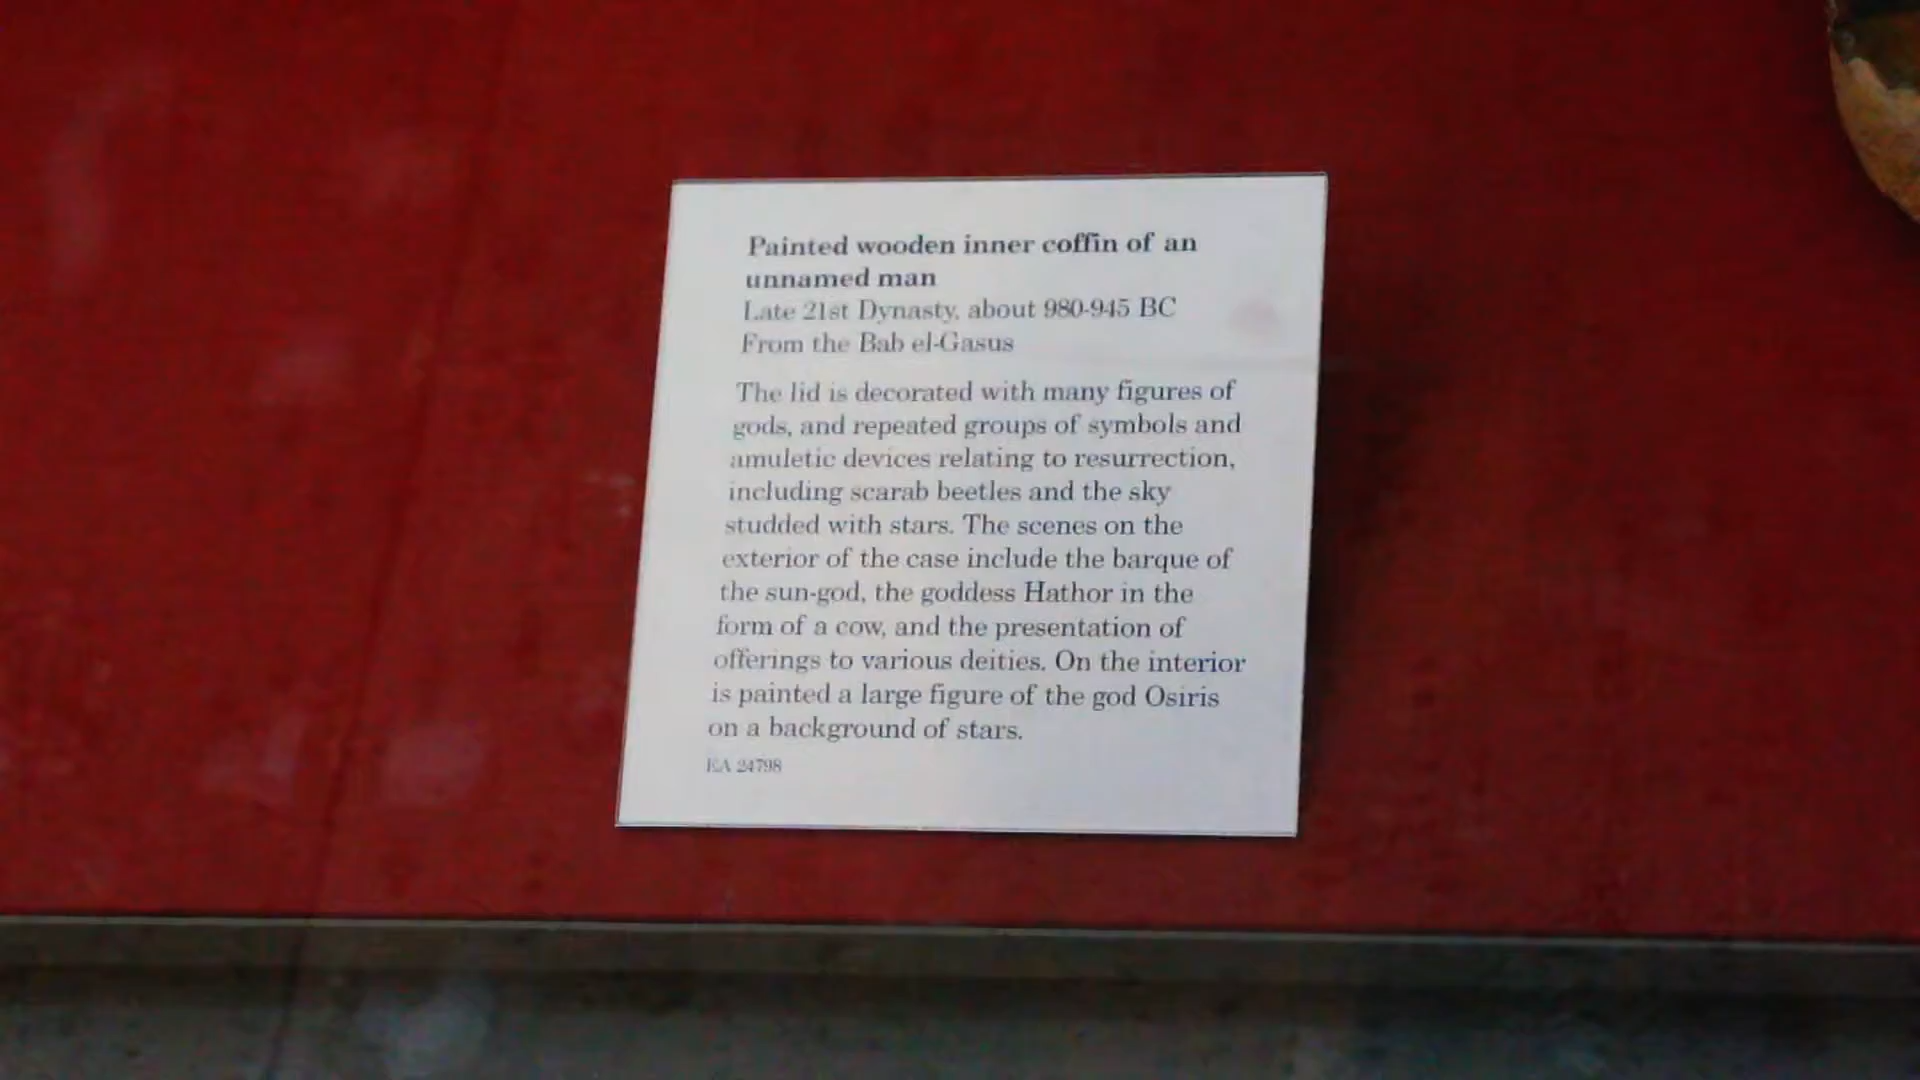 Painted wooden inner coffin of an
unnamed man
Late 21st Dynasty, about 980-945 BC
From the Bab el-Gasus
The lid is decorated with many figures of
gods, and repeated groups of symbols and
amuletic devices relating to resurrection,
including scarab beetles and the sky
studded with stars. The scenes on the
exterior of the case include the barque of
the sun-god, the goddess Hathor in the
form of a cow, and the presentation of
offerings to various deities. On the interior
is painted a large figure of the god Osiris
on a background of stars.
EA 24798